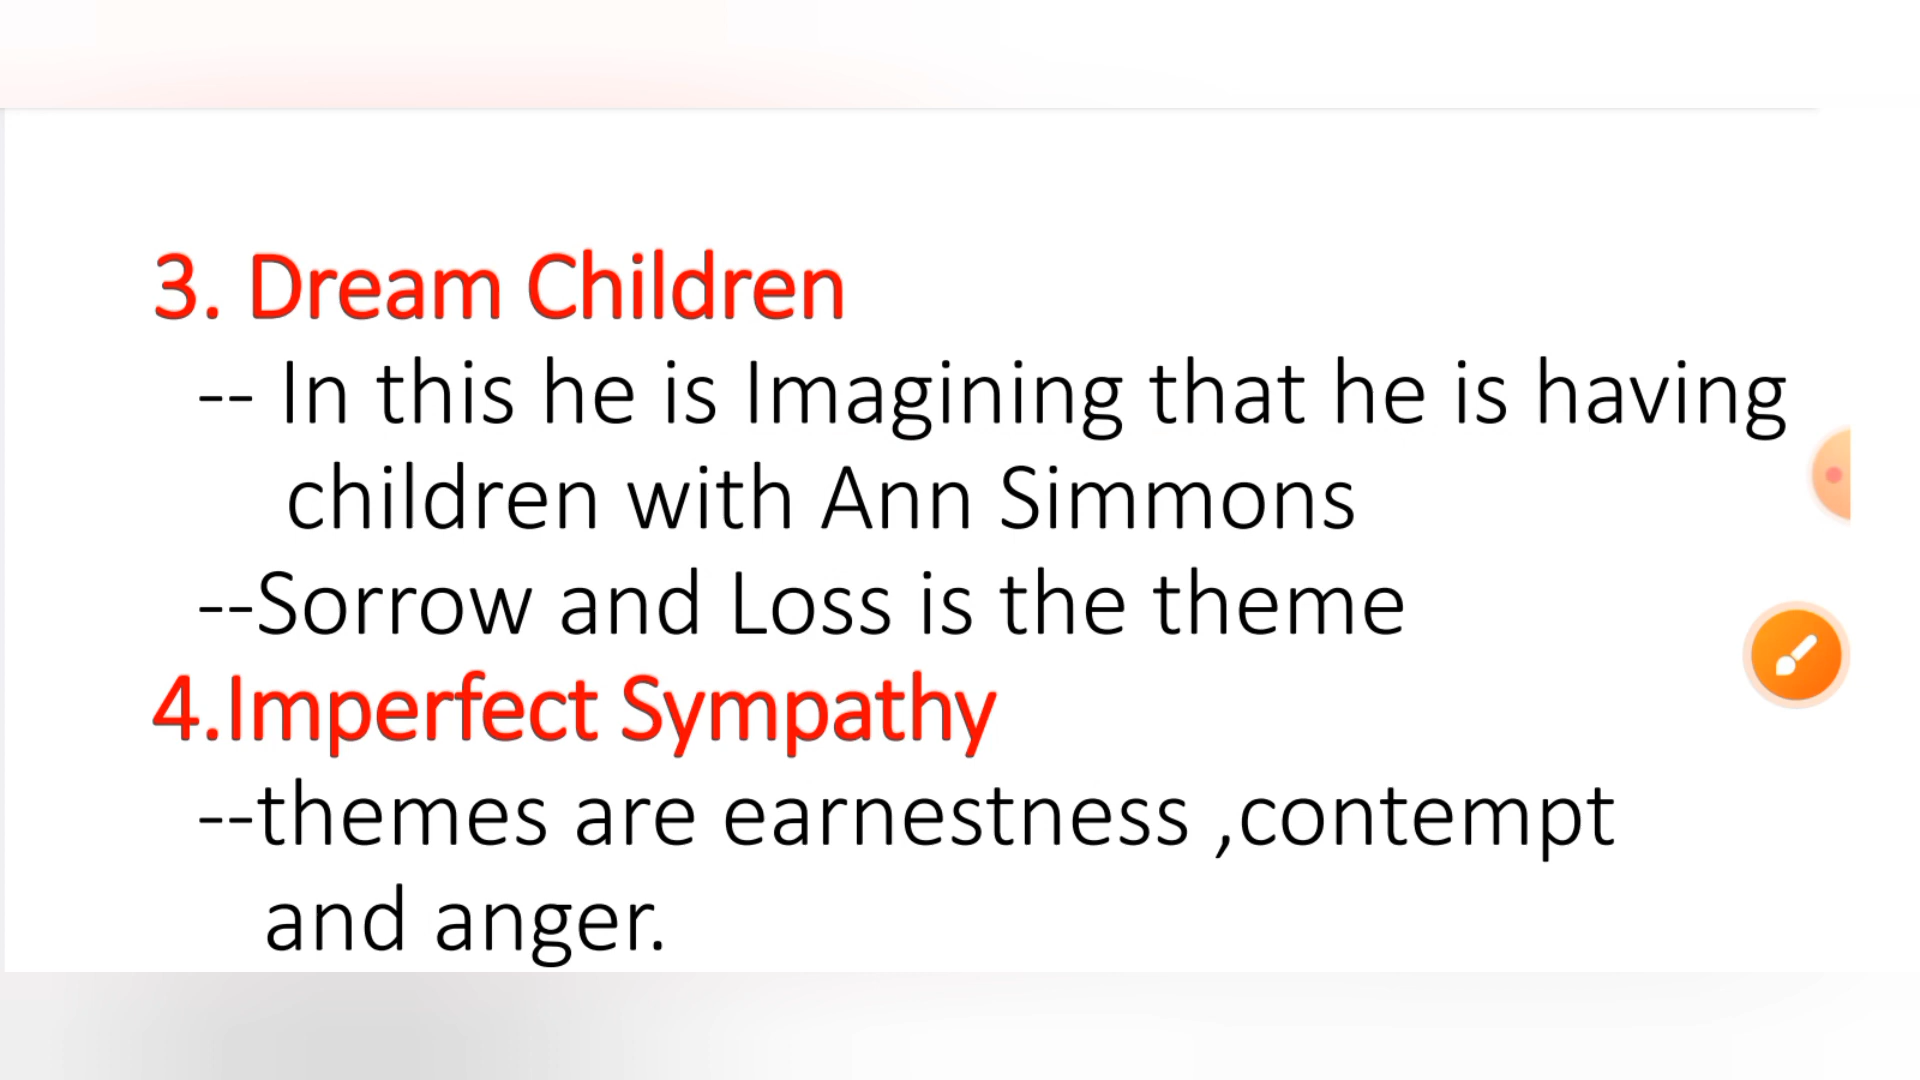 3. Dream Children
-- In this he is Imagining that he is having
children with Ann Simmons
--Sorrow and Loss is the theme
4.Imperfect Sympathy
--themes are earnestness ,contempt
and anger.